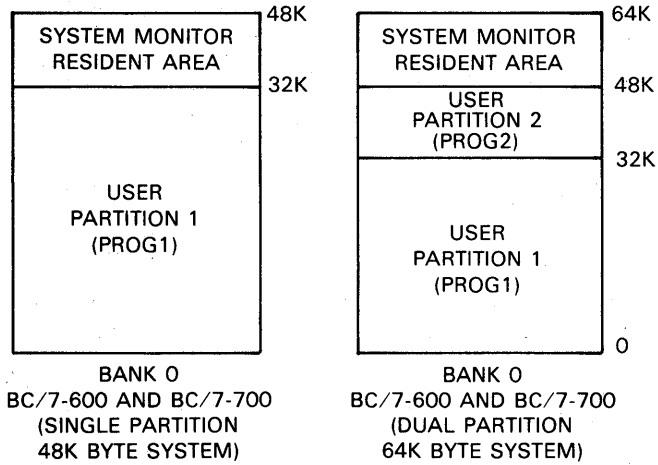 48K
SYSTEM MONITOR
RESIDENT AREA
32K
USER
PARTITION 1
(PROG1)
BANK 0
BC/7-600 AND BC/7-700
(SINGLE PARTITION
48K BYTE SYSTEM)
64K
SYSTEM MONITOR
RESIDENT AREA
48K
USER
PARTITION 2
(PROG2)
32K
USER
PARTITION 1
(PROG1)
0
BANK 0
BC/7-600 AND BC/7-700
(DUAL PARTITION
64K BYTE SYSTEM)